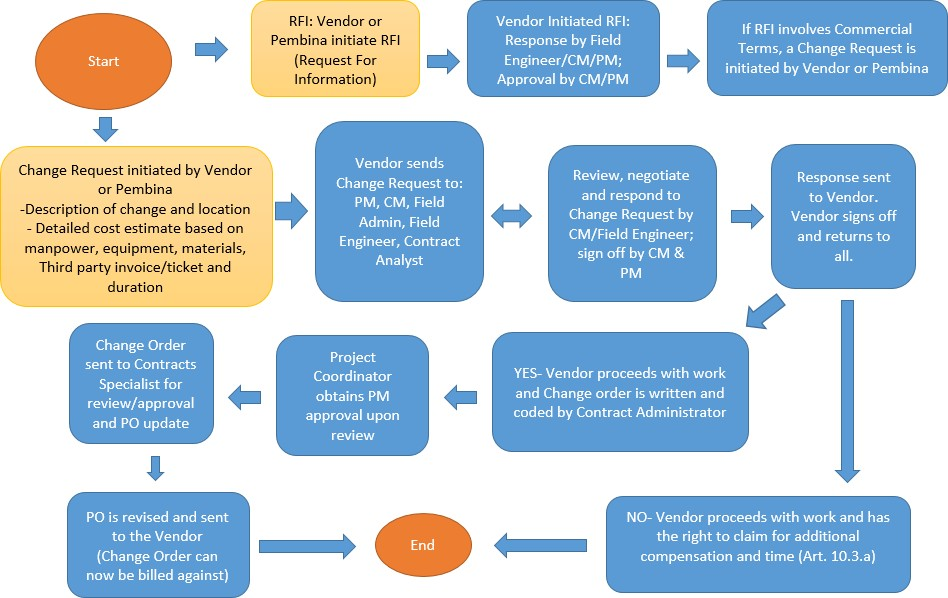 Start
RFI: Vendor or
Pembina initiate RFI
(Request For
Information)
Vendor Initiated RFI:
Response by Field
Engineer/CM/PM;
Approval by CM/PM
If RFI involves Commercial
Terms, a Change Request is
initiated by Vendor or Pembina
Change Request initiated by Vendor
or Pembina
-Description of change and location
- Detailed cost estimate based on
manpower, equipment, materials,
Third party invoice/ticket and
duration
Vendor sends
Change Request to:
PM, CM, Field
Admin, Field
Engineer, Contract
Analyst
Review, negotiate
and respond to
Change Request by
CM/Field Engineer;
sign off by CM &
PM
Response sent
to Vendor.
Vendor signs off
and returns to
all.
Change Order
sent to Contracts
Specialist for
review/approval
and PO update
Project
Coordinator
obtains PM
approval upon
review
YES- Vendor proceeds with work
and Change order is written and
coded by Contract Administrator
PO is revised and sent
to the Vendor
(Change Order can
now be billed against)
End
NO- Vendor proceeds with work and has
the right to claim for additional
compensation and time (Art. 10.3.a)